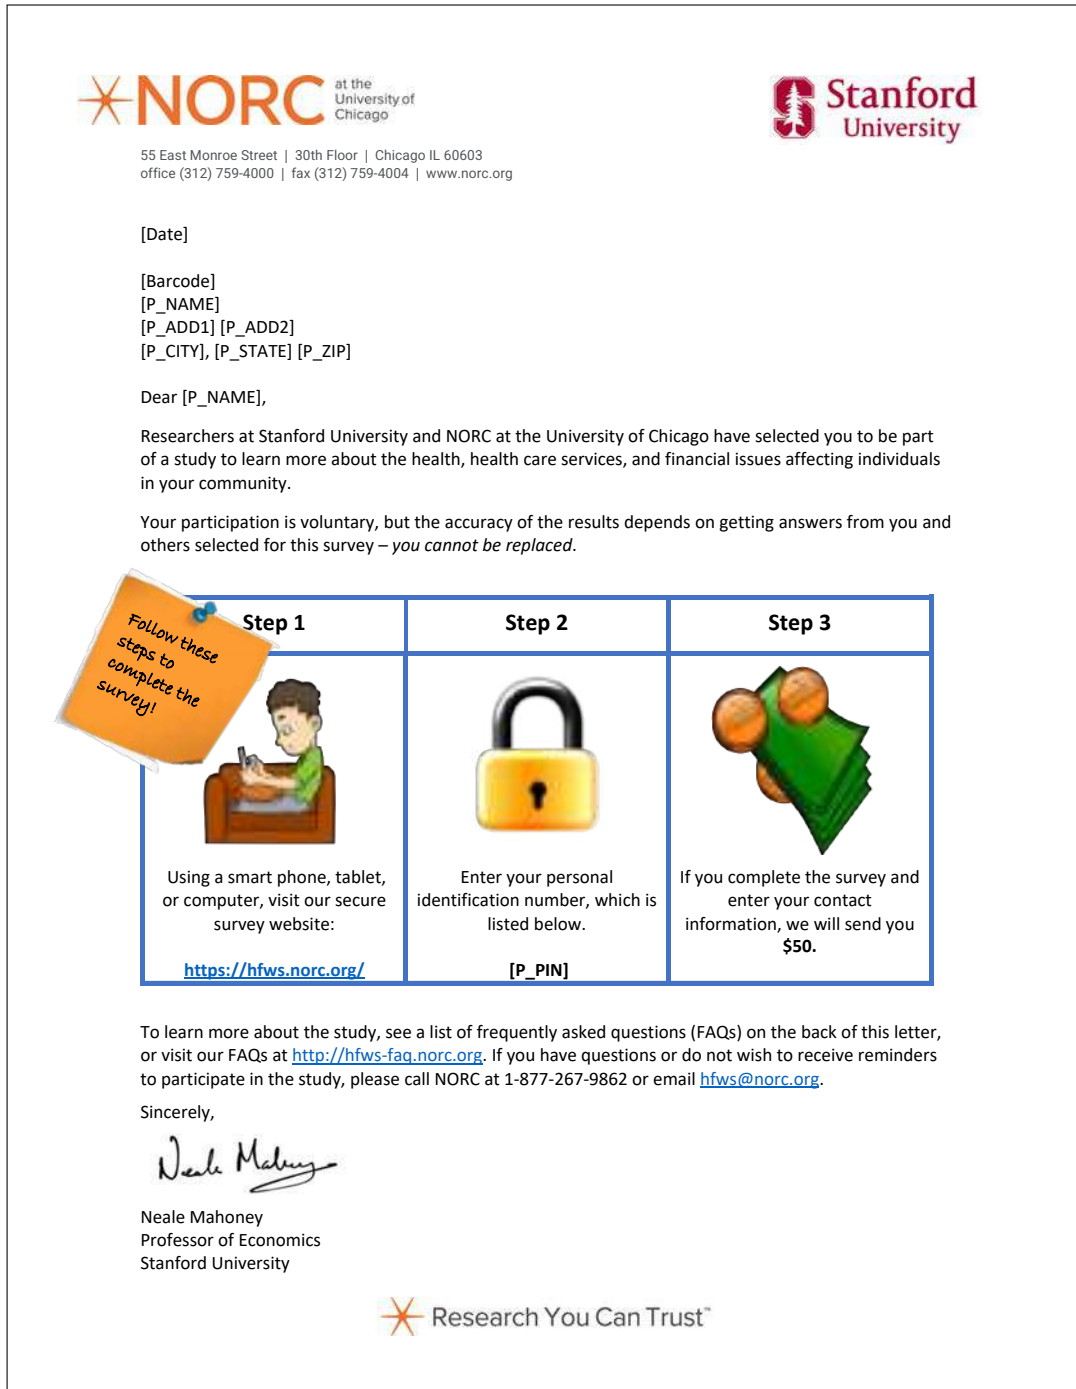 NORC at the University of Chicago
Stanford University
55 East Monroe Street | 30th Floor | Chicago IL 60603
office (312) 759-4000 | fax (312) 759-4004 | www.norc.org
[Date]
[Barcode]
[P_NAME]
[P_ADD1] [P_ADD2]
[P_CITY], [P_STATE] [P_ZIP]
Dear [P_NAME],
Researchers at Stanford University and NORC at the University of Chicago have selected you to be part
of a study to learn more about the health, health care services, and financial issues affecting individuals
in your community.
Your participation is voluntary, but the accuracy of the results depends on getting answers from you and
others selected for this survey – you cannot be replaced.
Follow these
steps to
complete the
survey!
Step 1
Using a smart phone, tablet,
or computer, visit our secure
survey website:
https://hfws.norc.org/
Step 2
Enter your personal
identification number, which is
listed below.
[P_PIN]
Step 3
If you complete the survey and
enter your contact
information, we will send you
$50.
To learn more about the study, see a list of frequently asked questions (FAQs) on the back of this letter,
or visit our FAQs at http://hfws-faq.norc.org. If you have questions or do not wish to receive reminders
to participate in the study, please call NORC at 1-877-267-9862 or email hfws@norc.org.
Sincerely,
Neale Mahoney
Neale Mahoney
Professor of Economics
Stanford University
Research You Can Trust™